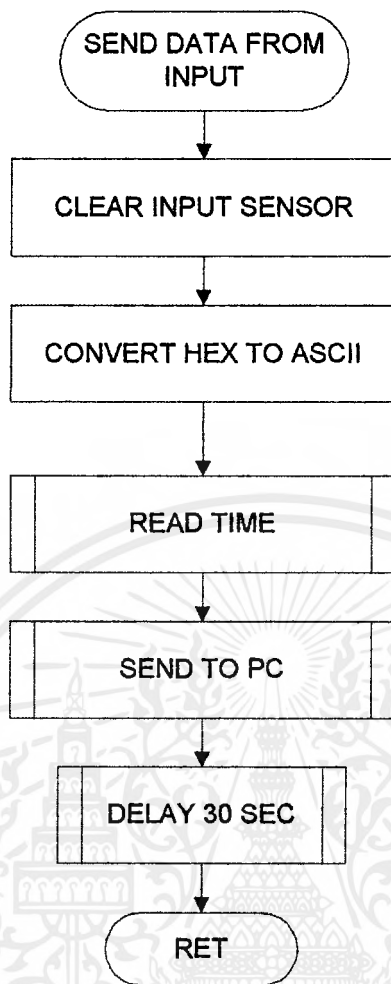 SEND DATA FROM
INPUT
CLEAR INPUT SENSOR
CONVERT HEX TO ASCII
READ TIME
SEND TO PC
DELAY 30 SEC
RET